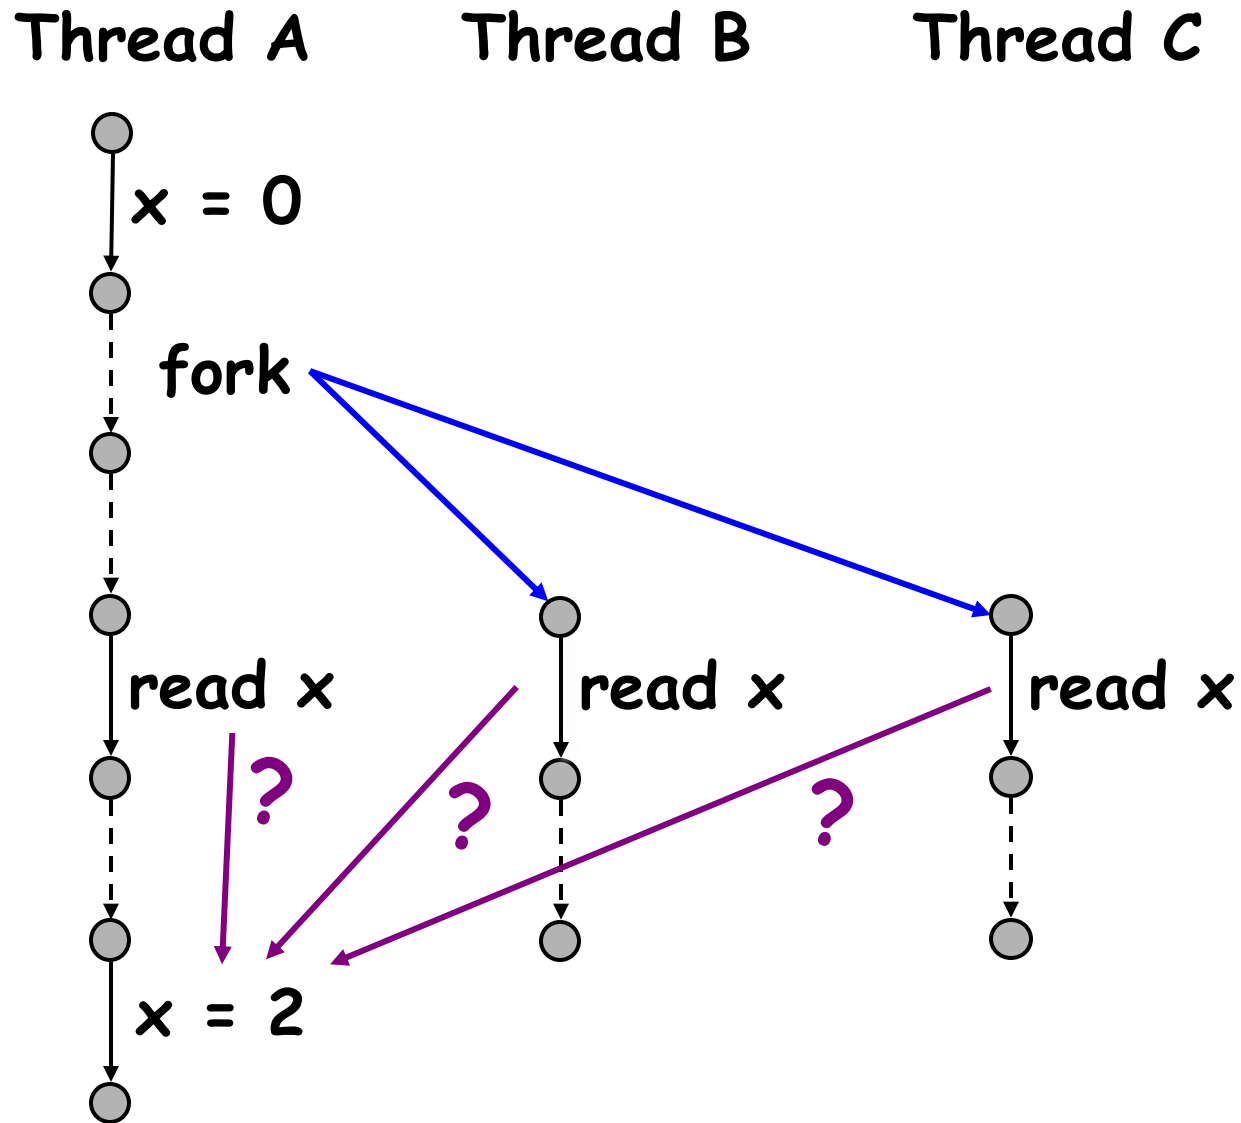 Thread A Thread B Thread C
x = 0
fork
read x read x read x
? ? ?
x = 2